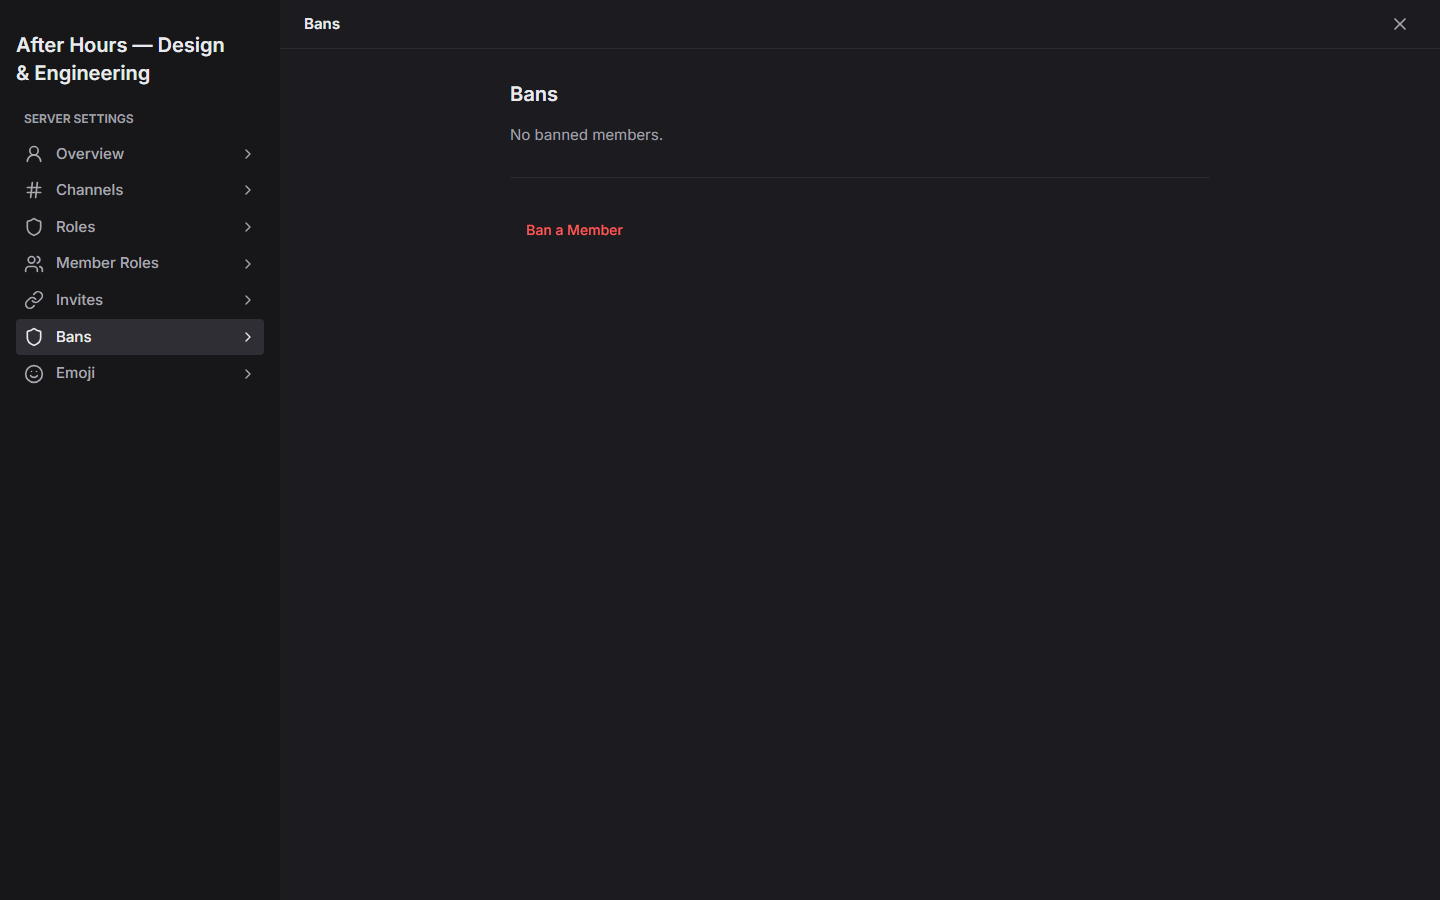 After Hours — Design
& Engineering
SERVER SETTINGS
Overview
Channels
Roles
Member Roles
Invites
Bans
Emoji
Bans
Bans
No banned members.
Ban a Member